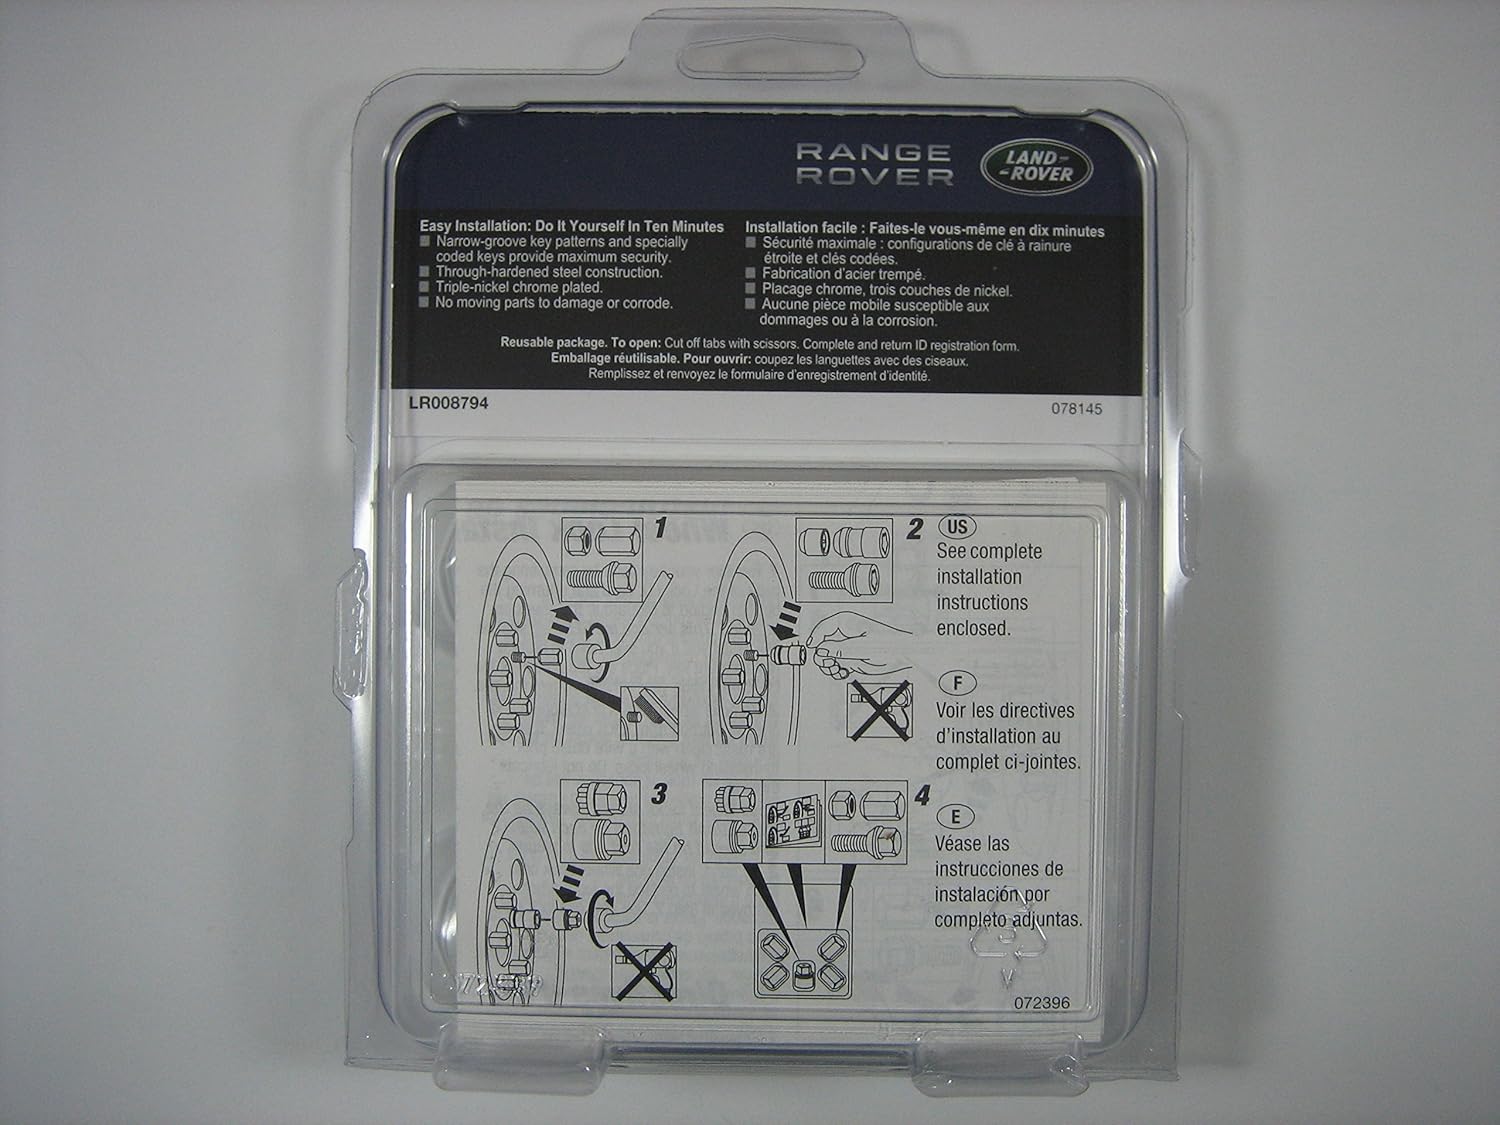 RANGE
ROVER
LAND-
-ROVER
Easy Installation: Do It Yourself In Ten Minutes
Narrow-groove key patterns and specially
coded keys provide maximum security.
Through-hardened steel construction.
Triple-nickel chrome plated.
No moving parts to damage or corrode.
Installation facile : Faites-le vous-même en dix minutes
Sécurité maximale : configurations de clé à rainure
étroite et clés codées.
Fabrication d'acier trempé.
Placage chrome, trois couches de nickel.
Aucune pièce mobile susceptible aux
dommages ou à la corrosion.
Reusable package. To open: Cut off tabs with scissors. Complete and return ID registration form.
Emballage réutilisable. Pour ouvrir: coupez les languettes avec des ciseaux.
Remplissez et renvoyez le formulaire d'enregistrement d'identité.
LR008794
078145
1
2
US
See complete
installation
instructions
enclosed.
F
Voir les directives
d'installation au
complet ci-jointes.
3
4
E
Véase las
instrucciones de
instalación por
completo adjuntas.
V
072396